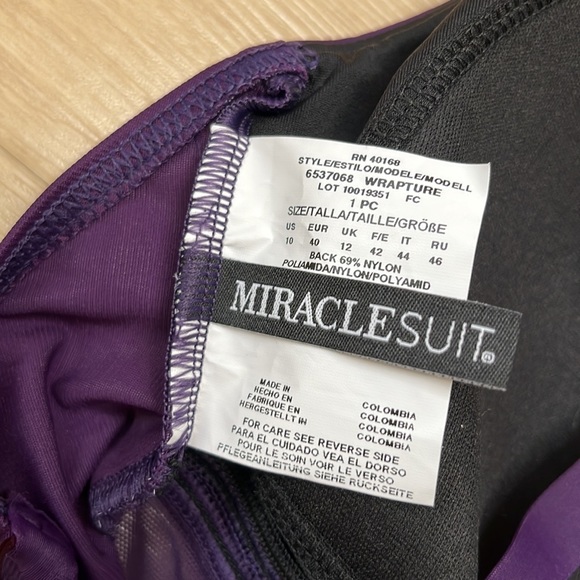 RN 40168
STYLE/ESTILO/MODELE/MODELL
6537068 WRAPTURE
LOT 10019351 FC
1 PC
SIZE/TALLA/TAILLE/GRÖßE
US EUR UK F/E IT RU
10 40 12 42 44 46
BACK 69% NYLON
POLIAMIDA/NYLON/POLYAMID
MIRACLESUIT®
MADE IN COLOMBIA
HECHO EN COLOMBIA
FABRIQUE EN COLOMBIA
HERGESTELLT IN COLOMBIA
FOR CARE SEE REVERSE SIDE
PARA EL CUIDADO VEA EL DORSO
POUR LE SOIN VOIR LE VERSO
PFLEGEANLEITUNG SIEHE RÜCKSEITE